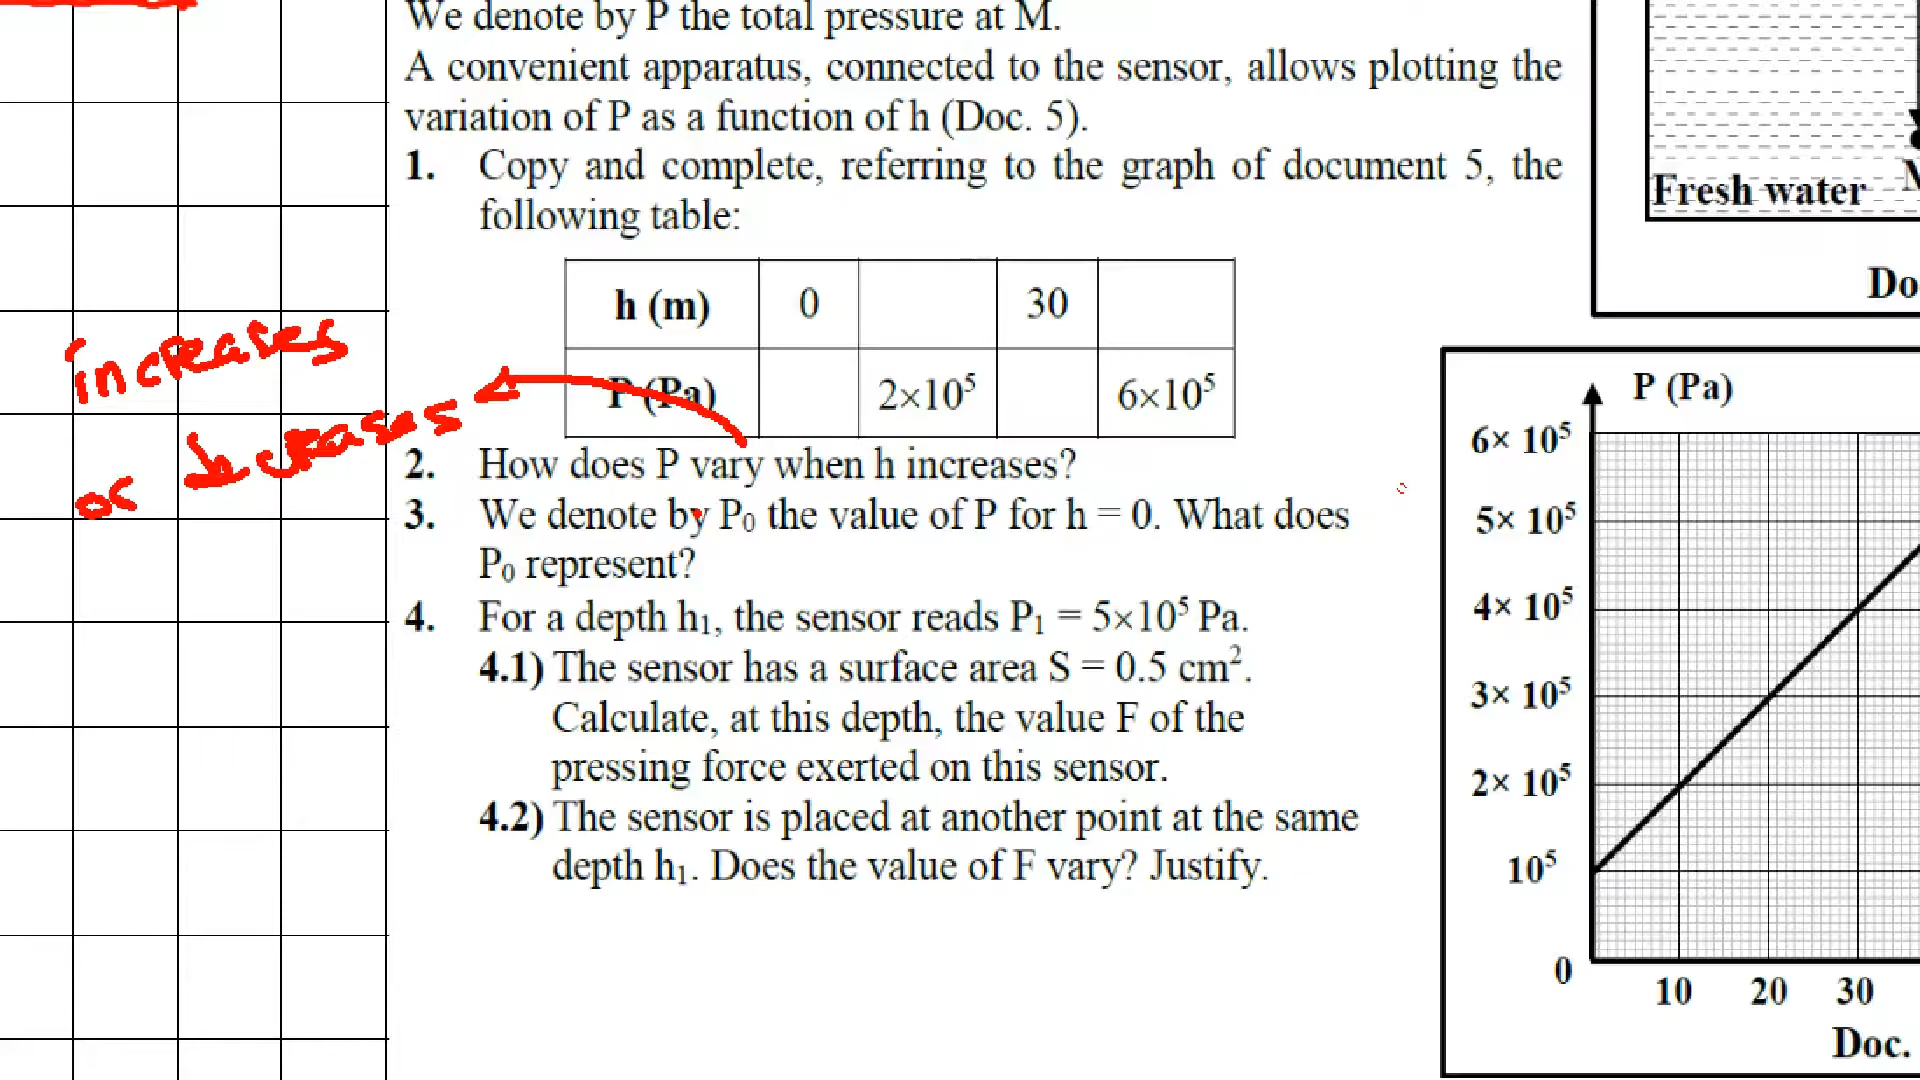 We denote by P the total pressure at M.
A convenient apparatus, connected to the sensor, allows plotting the
variation of P as a function of h (Doc. 5).
1. Copy and complete, referring to the graph of document 5, the
following table:
h (m) 0 30
P (Pa) 2×10⁵ 6×10⁵
increases
or decreases
2. How does P vary when h increases?
3. We denote by P₀ the value of P for h = 0. What does
P₀ represent?
4. For a depth h₁, the sensor reads P₁ = 5×10⁵ Pa.
4.1) The sensor has a surface area S = 0.5 cm².
Calculate, at this depth, the value F of the
pressing force exerted on this sensor.
4.2) The sensor is placed at another point at the same
depth h₁. Does the value of F vary? Justify.
Fresh water
Do
P (Pa)
6× 10⁵
5× 10⁵
4× 10⁵
3× 10⁵
2× 10⁵
10⁵
0
10 20 30
Doc.